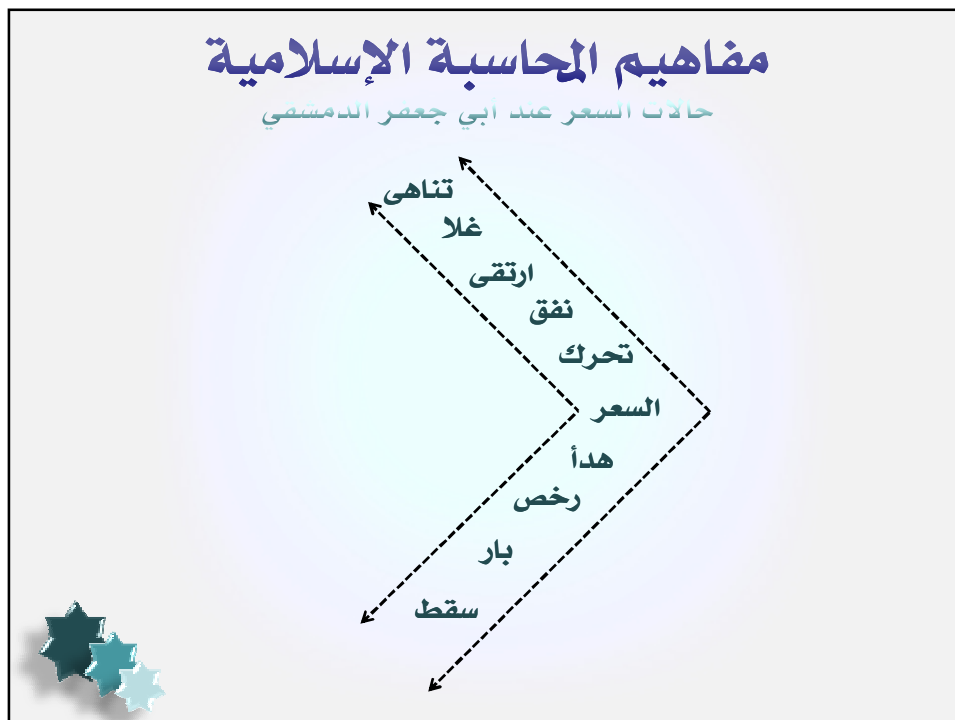 مفاهيم المحاسبة الإسلامية
حالات السعر عند أبي جعفر الدمشقي
تناهى
غلا
ارتقى
نفق
تحرك
السعر
هدأ
رخص
بار
سقط